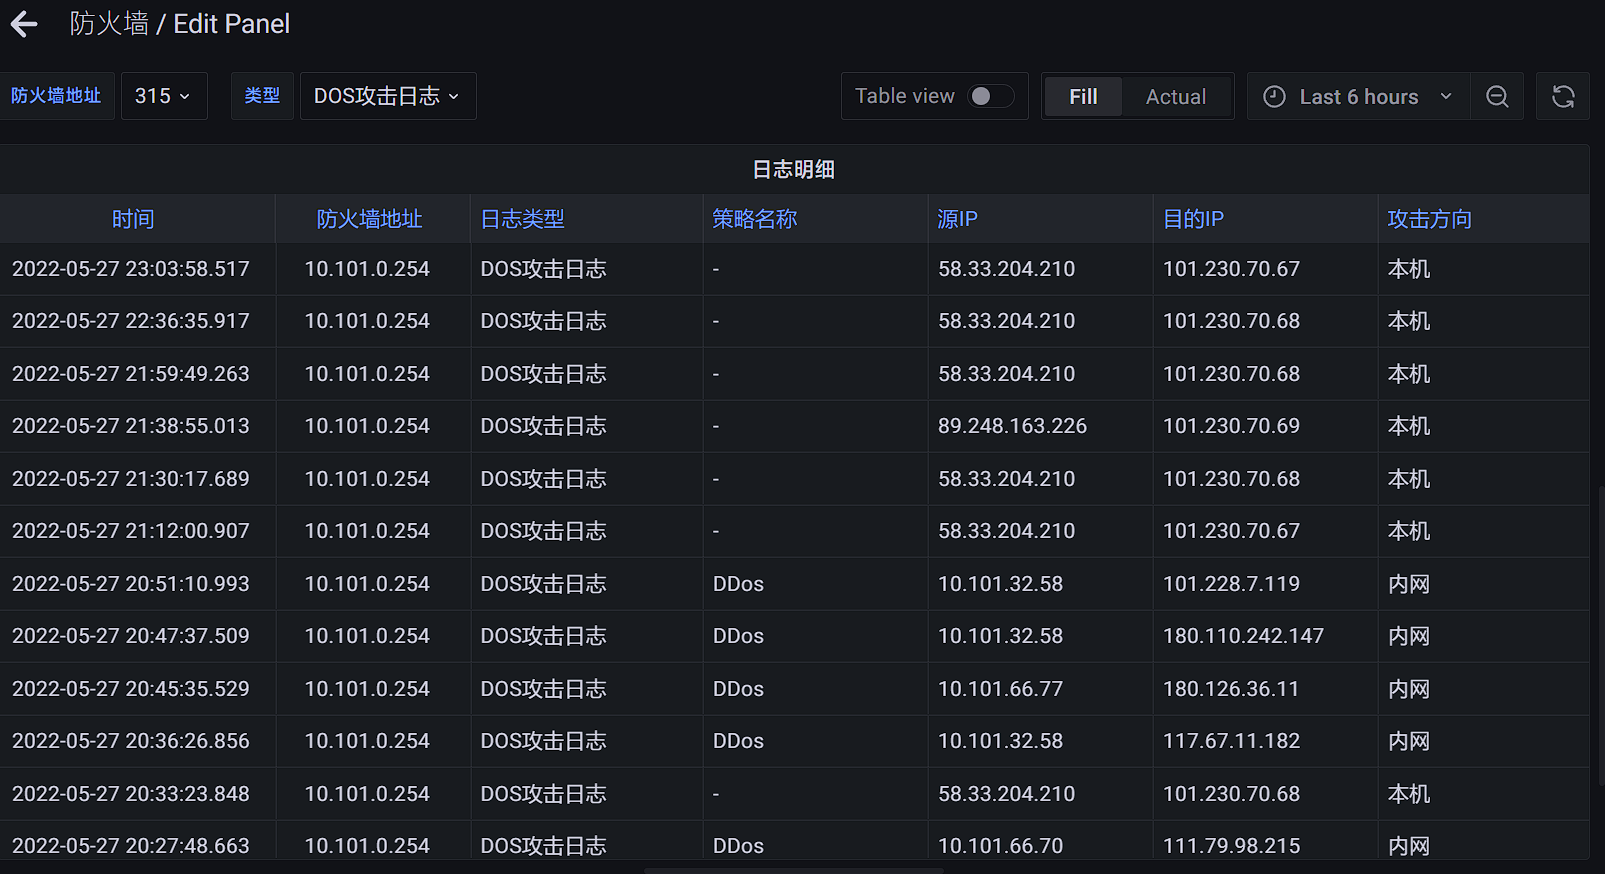 防火墙 / Edit Panel
防火墙地址 315 类型 DOS攻击日志 Table view Fill Actual Last 6 hours
日志明细
时间 防火墙地址 日志类型 策略名称 源IP 目的IP 攻击方向
2022-05-27 23:03:58.517 10.101.0.254 DOS攻击日志 - 58.33.204.210 101.230.70.67 本机
2022-05-27 22:36:35.917 10.101.0.254 DOS攻击日志 - 58.33.204.210 101.230.70.68 本机
2022-05-27 21:59:49.263 10.101.0.254 DOS攻击日志 - 58.33.204.210 101.230.70.68 本机
2022-05-27 21:38:55.013 10.101.0.254 DOS攻击日志 - 89.248.163.226 101.230.70.69 本机
2022-05-27 21:30:17.689 10.101.0.254 DOS攻击日志 - 58.33.204.210 101.230.70.68 本机
2022-05-27 21:12:00.907 10.101.0.254 DOS攻击日志 - 58.33.204.210 101.230.70.67 本机
2022-05-27 20:51:10.993 10.101.0.254 DOS攻击日志 DDos 10.101.32.58 101.228.7.119 内网
2022-05-27 20:47:37.509 10.101.0.254 DOS攻击日志 DDos 10.101.32.58 180.110.242.147 内网
2022-05-27 20:45:35.529 10.101.0.254 DOS攻击日志 DDos 10.101.66.77 180.126.36.11 内网
2022-05-27 20:36:26.856 10.101.0.254 DOS攻击日志 DDos 10.101.32.58 117.67.11.182 内网
2022-05-27 20:33:23.848 10.101.0.254 DOS攻击日志 - 58.33.204.210 101.230.70.68 本机
2022-05-27 20:27:48.663 10.101.0.254 DOS攻击日志 DDos 10.101.66.70 111.79.98.215 内网